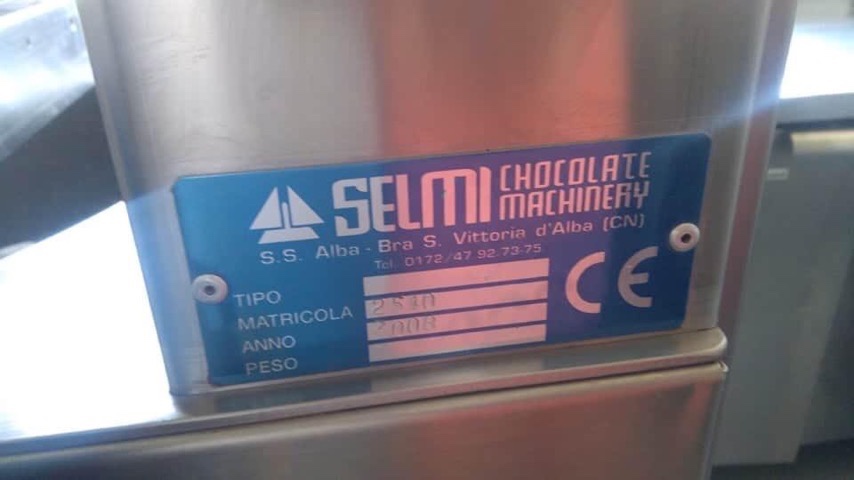 SELMI CHOCOLATE MACHINERY
S.S. Alba - Bra S. Vittoria d'Alba (CN)
Tel. 0172/47.92.73-75
TIPO
MATRICOLA
ANNO 2008
PESO
CE